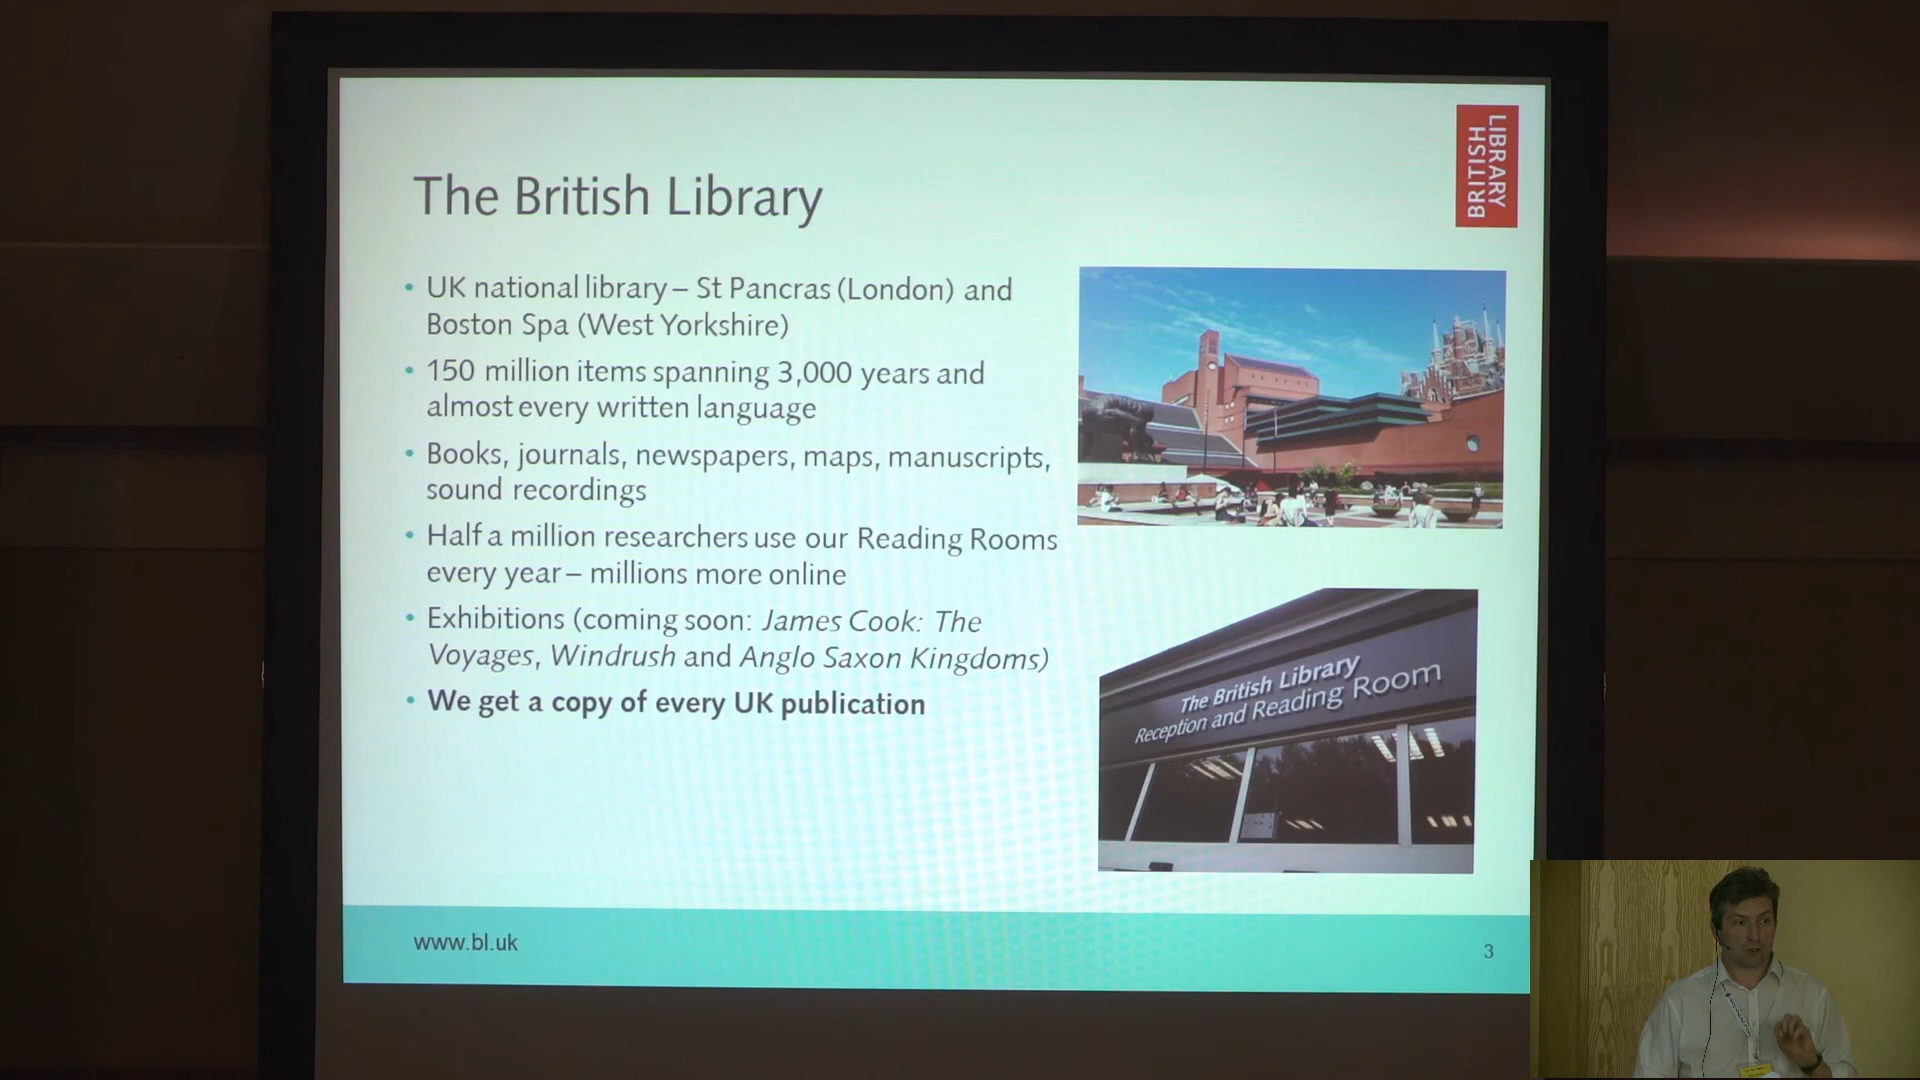 LIBRARY
BRITISH
The British Library
• UK national library – St Pancras (London) and
Boston Spa (West Yorkshire)
• 150 million items spanning 3,000 years and
almost every written language
• Books, journals, newspapers, maps, manuscripts,
sound recordings
• Half a million researchers use our Reading Rooms
every year – millions more online
• Exhibitions (coming soon: James Cook: The
Voyages, Windrush and Anglo Saxon Kingdoms)
• We get a copy of every UK publication
The British Library
Reception and Reading Room
www.bl.uk
3